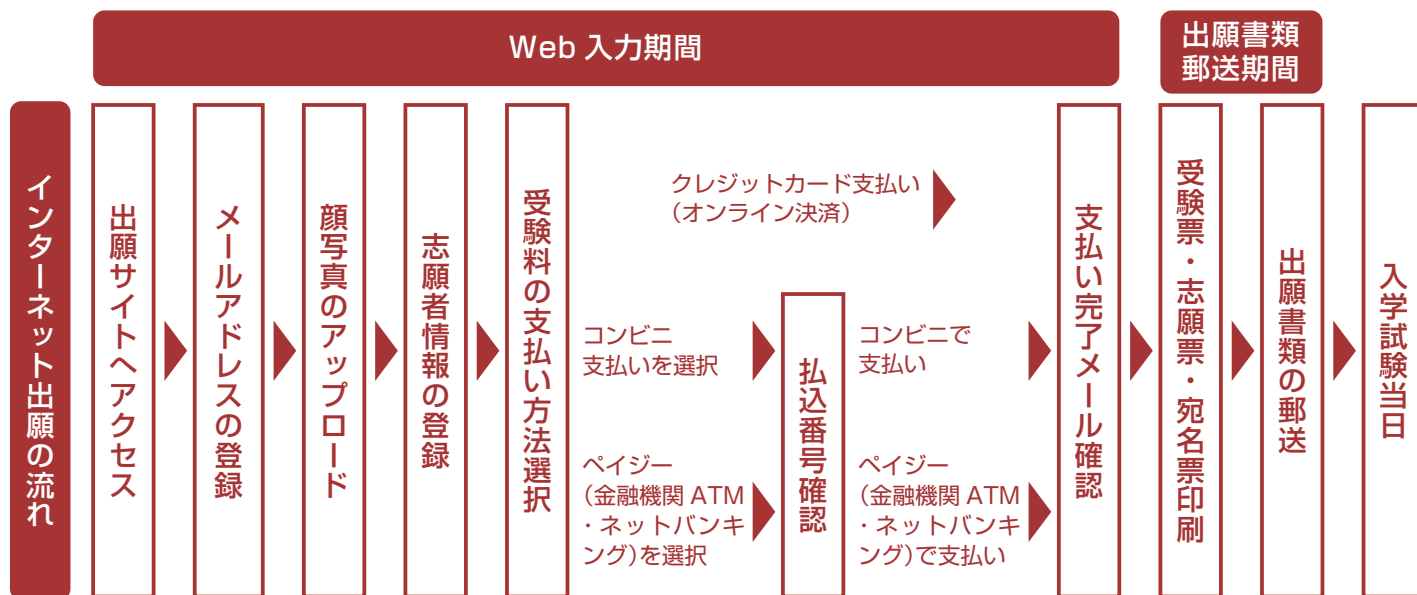 Web 入力期間
出願書類
郵送期間
インターネット出願の流れ
出願サイトへアクセス
メールアドレスの登録
顔写真のアップロード
志願者情報の登録
受験料の支払い方法選択
クレジットカード支払い
（オンライン決済）
コンビニ
支払いを選択
ペイジー
（金融機関 ATM
・ネットバンキ
ング）を選択
払込番号確認
コンビニで
支払い
ペイジー
（金融機関 ATM
・ネットバンキ
ング）で支払い
支払い完了メール確認
受験票・志願票・宛名票印刷
出願書類の郵送
入学試験当日